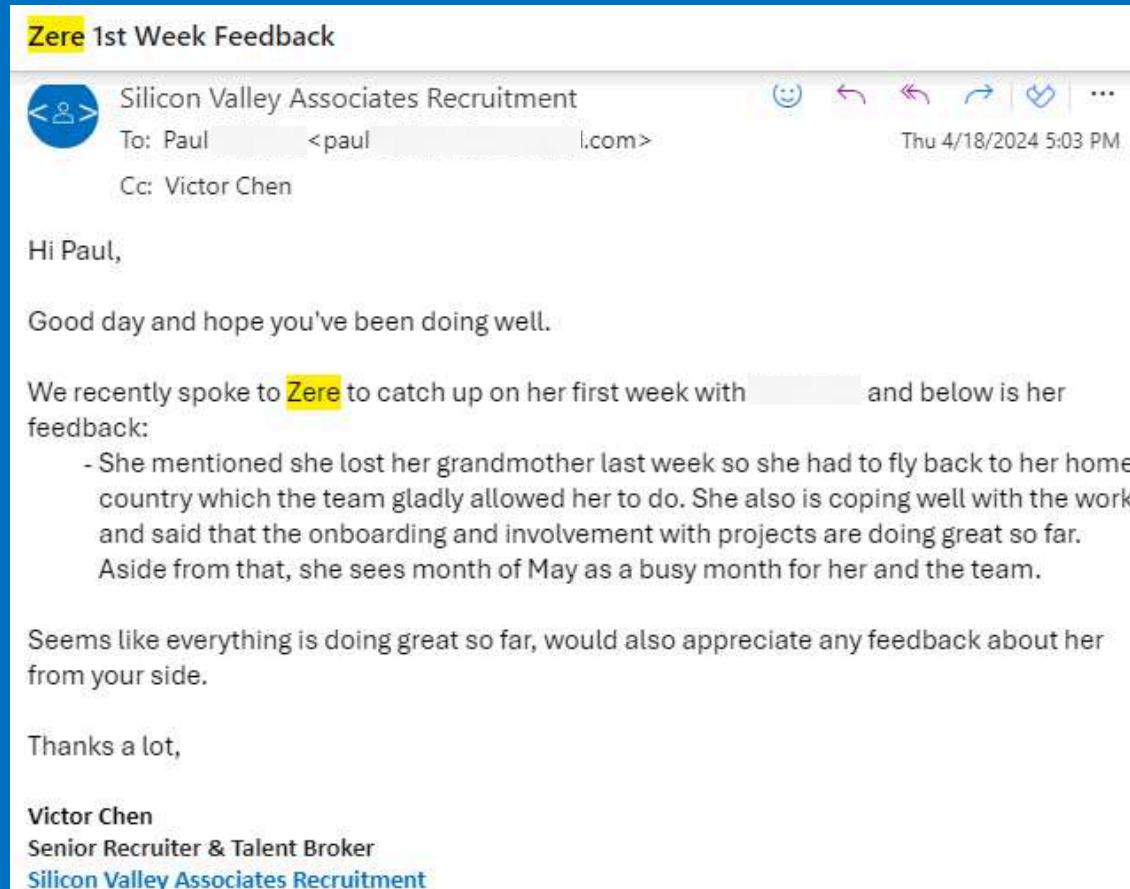 Zere 1st Week Feedback
Silicon Valley Associates Recruitment
To: Paul <paul l.com>
Thu 4/18/2024 5:03 PM
Cc: Victor Chen
Hi Paul,
Good day and hope you've been doing well.
We recently spoke to Zere to catch up on her first week with and below is her
feedback:
- She mentioned she lost her grandmother last week so she had to fly back to her home
country which the team gladly allowed her to do. She also is coping well with the work
and said that the onboarding and involvement with projects are doing great so far.
Aside from that, she sees month of May as a busy month for her and the team.
Seems like everything is doing great so far, would also appreciate any feedback about her
from your side.
Thanks a lot,
Victor Chen
Senior Recruiter & Talent Broker
Silicon Valley Associates Recruitment